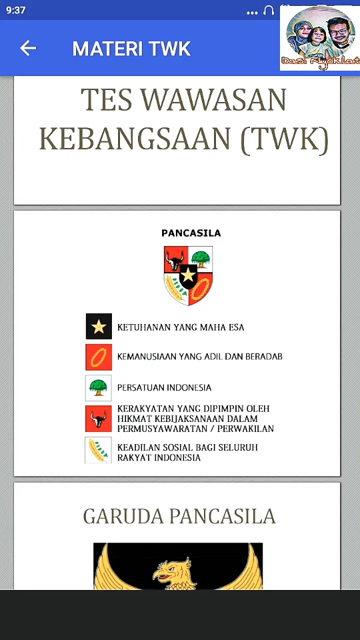 9:37
MATERI TWK
TES WAWASAN
KEBANGSAAN (TWK)
PANCASILA
KETUHANAN YANG MAHA ESA
KEMANUSIAAN YANG ADIL DAN BERADAB
PERSATUAN INDONESIA
KERAKYATAN YANG DIPIMPIN OLEH
HIKMAT KEBIJAKSANAAN DALAM
PERMUSYAWARATAN / PERWAKILAN
KEADILAN SOSIAL BAGI SELURUH
RAKYAT INDONESIA
GARUDA PANCASILA